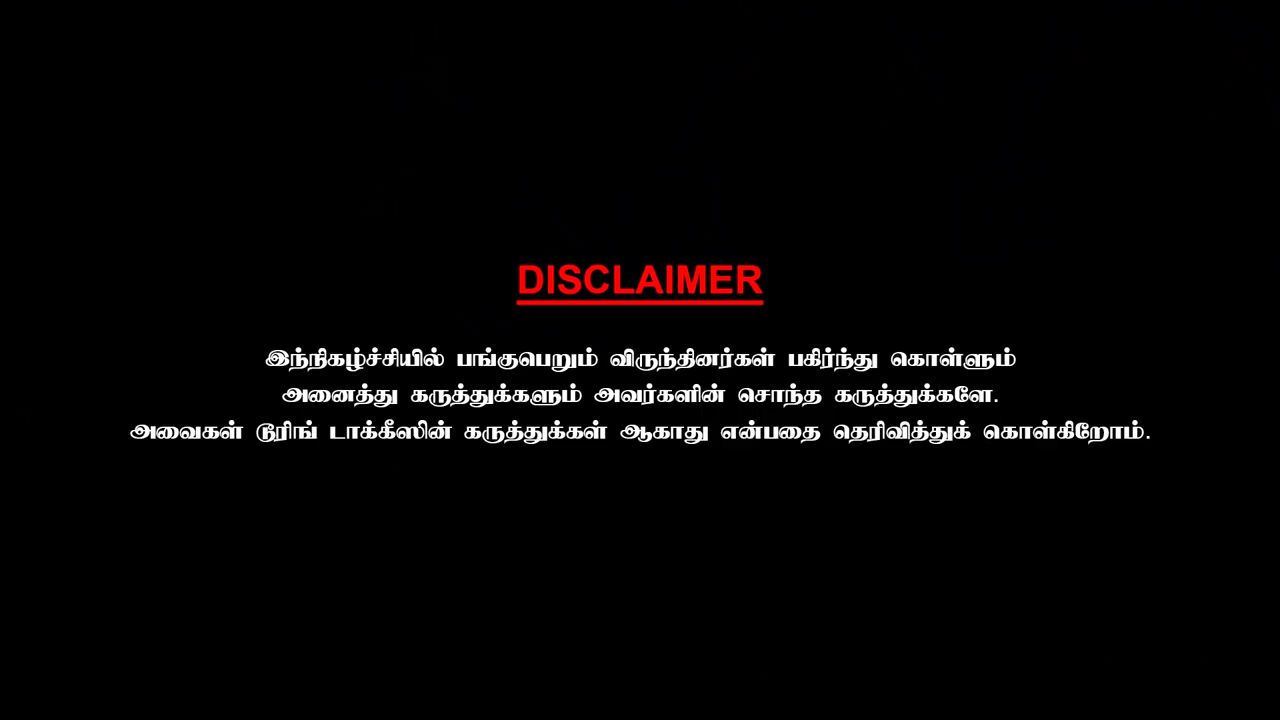 DISCLAIMER
இந்நிகழ்ச்சியில் பங்குபெறும் விருந்தினர்கள் பகிர்ந்து கொள்ளும்
அனைத்து கருத்துக்களும் அவர்களின் சொந்த கருத்துக்களே.
அவைகள் டூரிங் டாக்கீஸின் கருத்துக்கள் ஆகாது என்பதை தெரிவித்துக் கொள்கிறோம்.